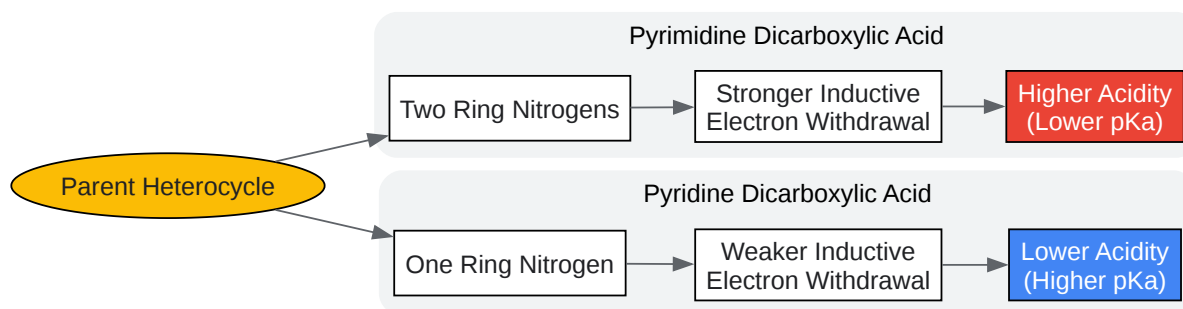 Pyrimidine Dicarboxylic Acid
Two Ring Nitrogens
Stronger Inductive
Electron Withdrawal
Higher Acidity
(Lower pKa)
Parent Heterocycle
Pyridine Dicarboxylic Acid
One Ring Nitrogen
Weaker Inductive
Electron Withdrawal
Lower Acidity
(Higher pKa)